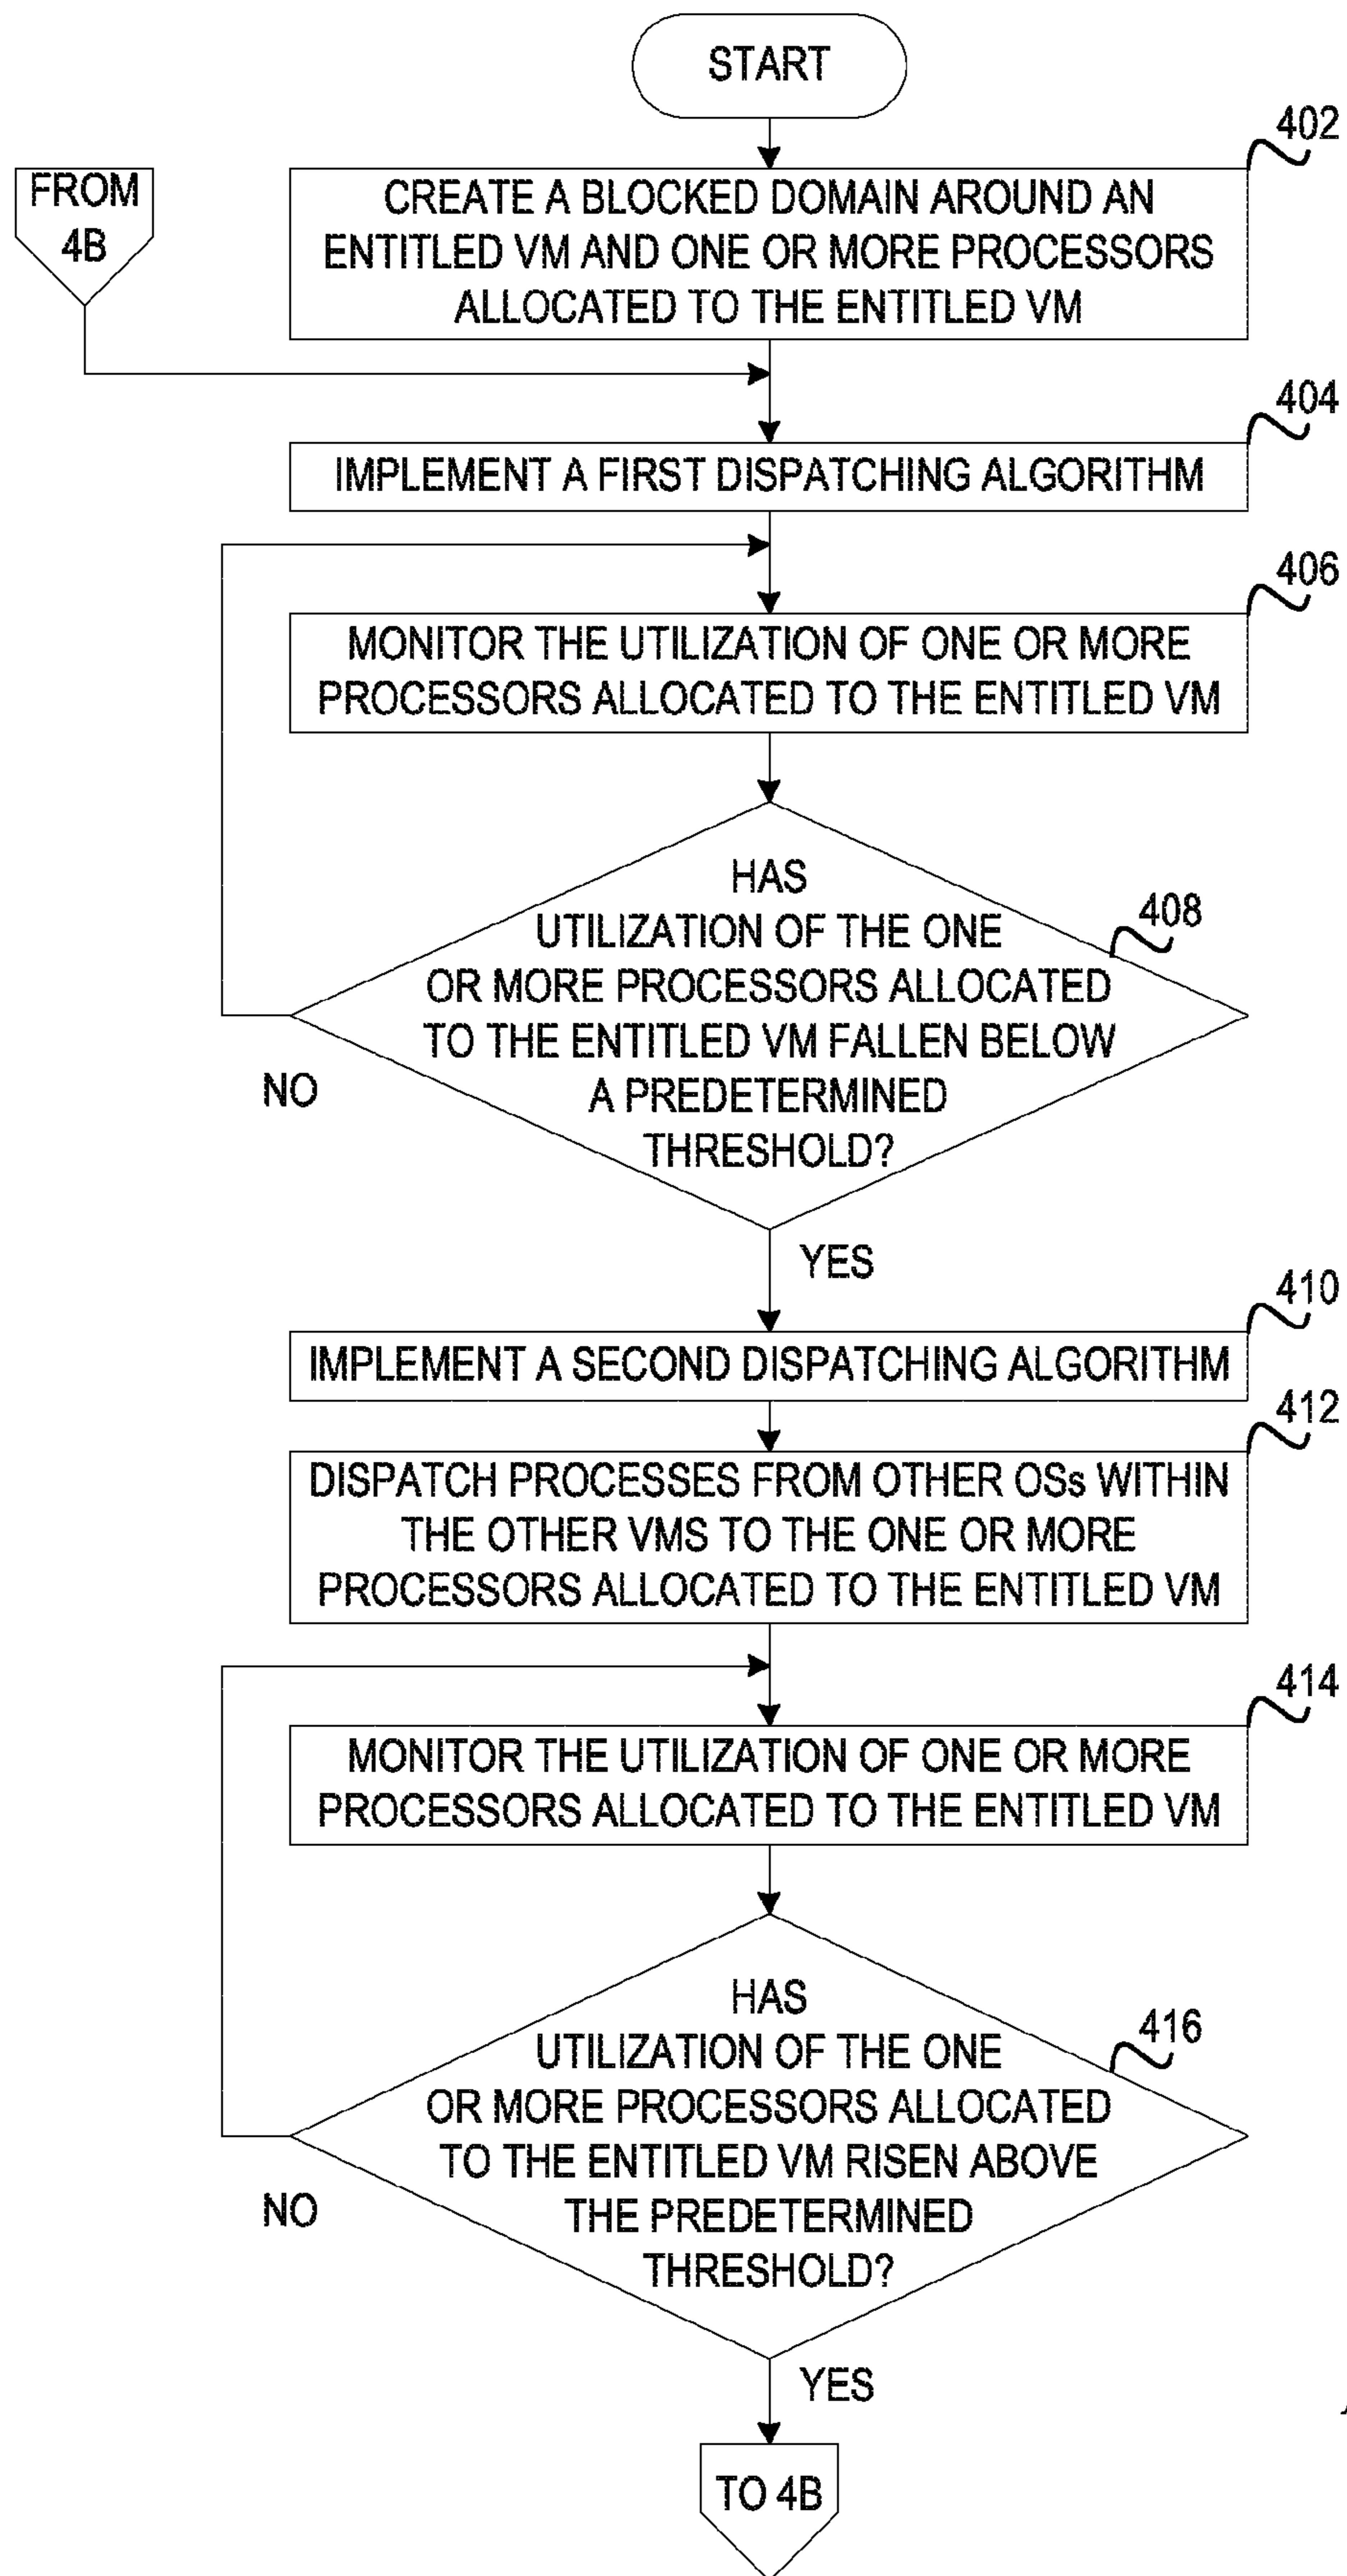 START
402
FROM
4B
CREATE A BLOCKED DOMAIN AROUND AN
ENTITLED VM AND ONE OR MORE PROCESSORS
ALLOCATED TO THE ENTITLED VM
404
IMPLEMENT A FIRST DISPATCHING ALGORITHM
406
MONITOR THE UTILIZATION OF ONE OR MORE
PROCESSORS ALLOCATED TO THE ENTITLED VM
408
HAS
UTILIZATION OF THE ONE
OR MORE PROCESSORS ALLOCATED
TO THE ENTITLED VM FALLEN BELOW
A PREDETERMINED
THRESHOLD?
NO
YES
410
IMPLEMENT A SECOND DISPATCHING ALGORITHM
412
DISPATCH PROCESSES FROM OTHER OSs WITHIN
THE OTHER VMS TO THE ONE OR MORE
PROCESSORS ALLOCATED TO THE ENTITLED VM
414
MONITOR THE UTILIZATION OF ONE OR MORE
PROCESSORS ALLOCATED TO THE ENTITLED VM
416
HAS
UTILIZATION OF THE ONE
OR MORE PROCESSORS ALLOCATED
TO THE ENTITLED VM RISEN ABOVE
THE PREDETERMINED
THRESHOLD?
NO
YES
TO 4B